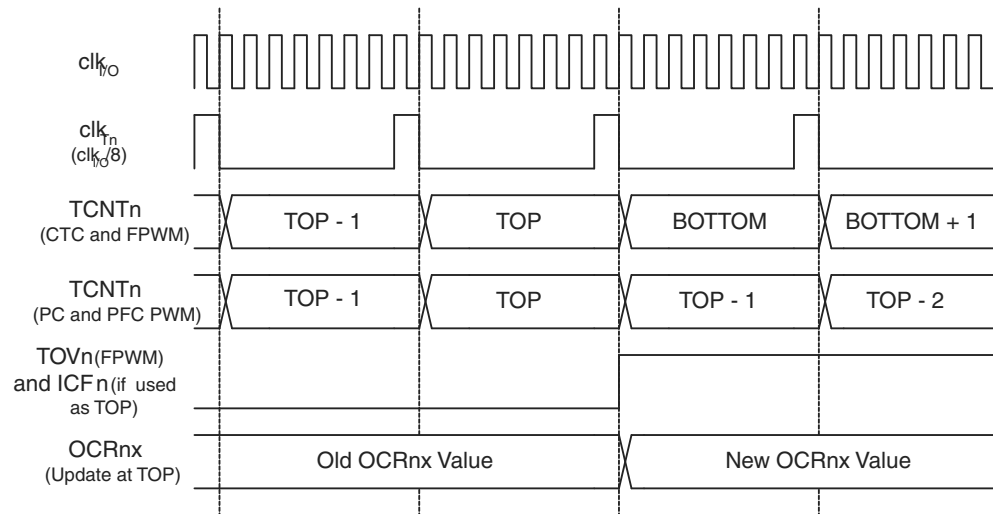 clkI/O
clkTn
(clkI/O/8)
TCNTn
(CTC and FPWM)
TOP - 1
TOP
BOTTOM
BOTTOM + 1
TCNTn
(PC and PFC PWM)
TOP - 1
TOP
TOP - 1
TOP - 2
TOVn(FPWM)
and ICFn(if used
as TOP)
OCRnx
(Update at TOP)
Old OCRnx Value
New OCRnx Value